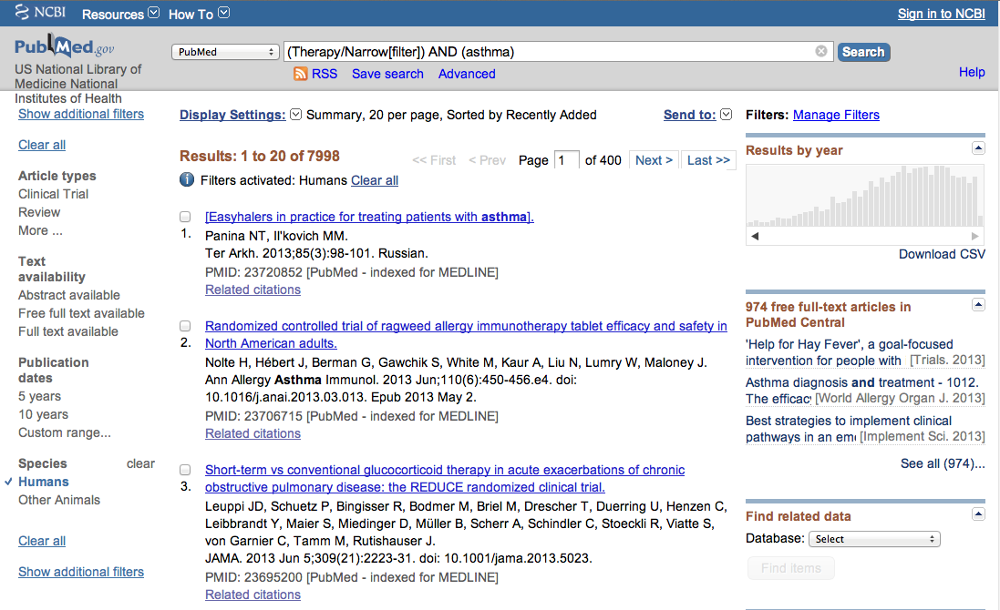 NCBI Resources How To Sign in to NCBI
PubMed.gov
US National Library of
Medicine National
Institutes of Health
PubMed
(Therapy/Narrow[filter]) AND (asthma)
Search
RSS Save search Advanced
Help
Show additional filters
Clear all
Article types
Clinical Trial
Review
More ...
Text
availability
Abstract available
Free full text available
Full text available
Publication
dates
5 years
10 years
Custom range...
Species clear
Humans
Other Animals
Clear all
Show additional filters
Display Settings: Summary, 20 per page, Sorted by Recently Added
Send to:
Results: 1 to 20 of 7998
<< First < Prev Page 1 of 400 Next > Last >>
Filters activated: Humans Clear all
[Easyhalers in practice for treating patients with asthma].
1. Panina NT, Il'kovich MM.
Ter Arkh. 2013;85(3):98-101. Russian.
PMID: 23720852 [PubMed - indexed for MEDLINE]
Related citations
Randomized controlled trial of ragweed allergy immunotherapy tablet efficacy and safety in
2. North American adults.
Nolte H, Hébert J, Berman G, Gawchik S, White M, Kaur A, Liu N, Lumry W, Maloney J.
Ann Allergy Asthma Immunol. 2013 Jun;110(6):450-456.e4. doi:
10.1016/j.anai.2013.03.013. Epub 2013 May 2.
PMID: 23706715 [PubMed - indexed for MEDLINE]
Related citations
Short-term vs conventional glucocorticoid therapy in acute exacerbations of chronic
3. obstructive pulmonary disease: the REDUCE randomized clinical trial.
Leuppi JD, Schuetz P, Bingisser R, Bodmer M, Briel M, Drescher T, Duerring U, Henzen C,
Leibbrandt Y, Maier S, Miedinger D, Müller B, Scherr A, Schindler C, Stoeckli R, Viatte S,
von Garnier C, Tamm M, Rutishauser J.
JAMA. 2013 Jun 5;309(21):2223-31. doi: 10.1001/jama.2013.5023.
PMID: 23695200 [PubMed - indexed for MEDLINE]
Related citations
Filters: Manage Filters
Results by year
Download CSV
974 free full-text articles in
PubMed Central
'Help for Hay Fever', a goal-focused
intervention for people with [Trials. 2013]
Asthma diagnosis and treatment - 1012.
The efficac [World Allergy Organ J. 2013]
Best strategies to implement clinical
pathways in an eme [Implement Sci. 2013]
See all (974)...
Find related data
Database: Select
Find items